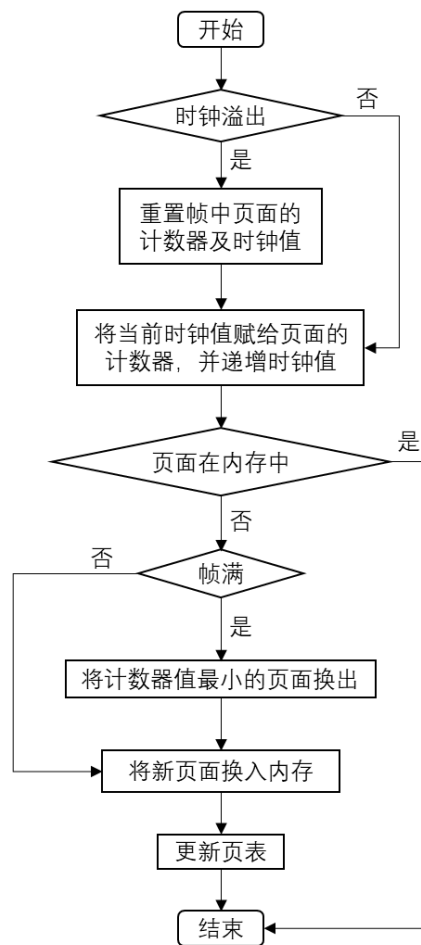 开始
时钟溢出
否
是
重置帧中页面的
计数器及时钟值
将当前时钟值赋给页面的
计数器，并递增时钟值
页面在内存中
是
否
否
帧满
是
将计数器值最小的页面换出
将新页面换入内存
更新页表
结束